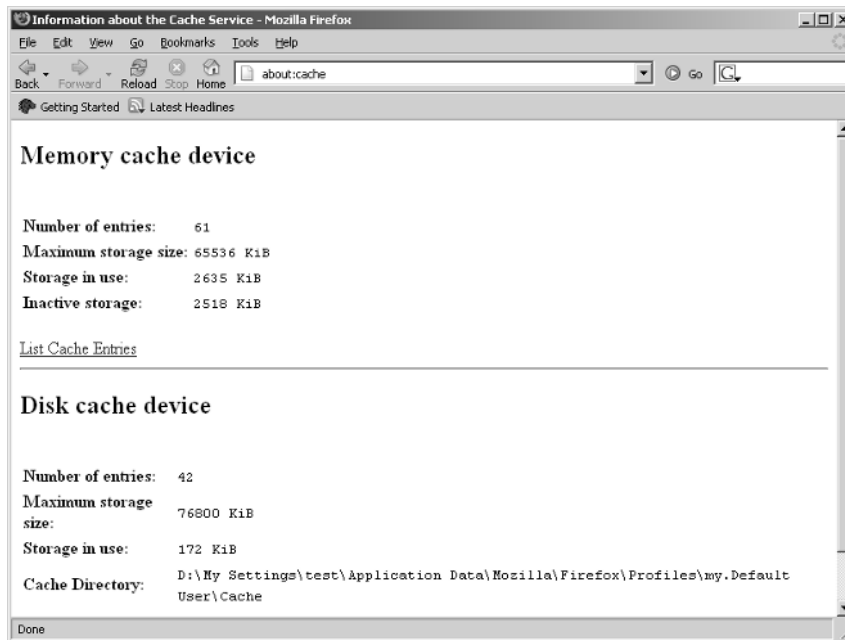 Information about the Cache Service - Mozilla Firefox
File Edit View Go Bookmarks Tools Help
Back Forward Reload Stop Home about:cache Go G
Getting Started Latest Headlines
Memory cache device
Number of entries: 61
Maximum storage size: 65536 KiB
Storage in use: 2635 KiB
Inactive storage: 2518 KiB
List Cache Entries
Disk cache device
Number of entries: 42
Maximum storage
size: 76800 KiB
Storage in use: 172 KiB
Cache Directory: D:\My Settings\test\Application Data\Mozilla\Firefox\Profiles\my.Default
User\Cache
Done